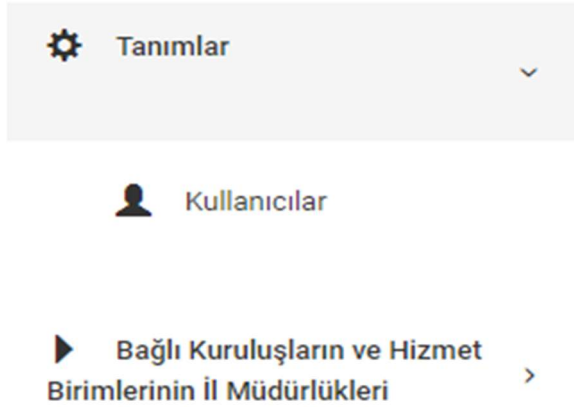 Tanımlar
Kullanıcılar
Bağlı Kuruluşların ve Hizmet
Birimlerinin İl Müdürlükleri